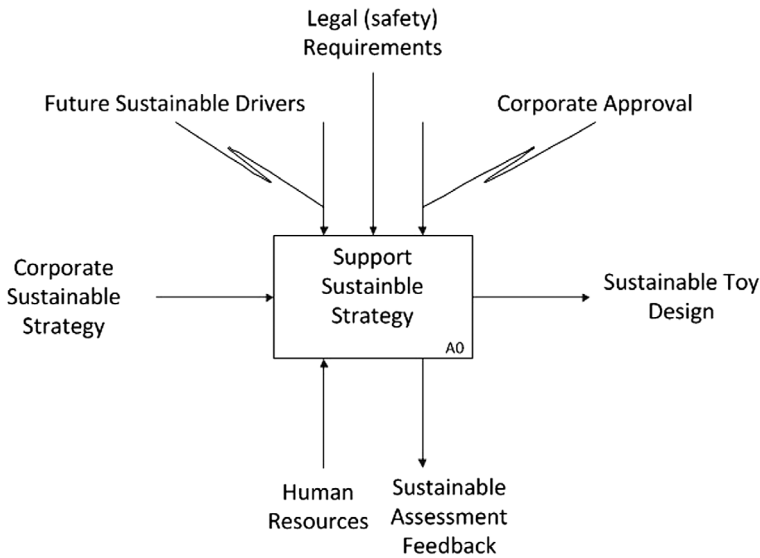 Legal (safety)
Requirements
Future Sustainable Drivers
Corporate Approval
Corporate
Sustainable
Strategy
Support
Sustainble
Strategy
A0
Sustainable Toy
Design
Human
Resources
Sustainable
Assessment
Feedback